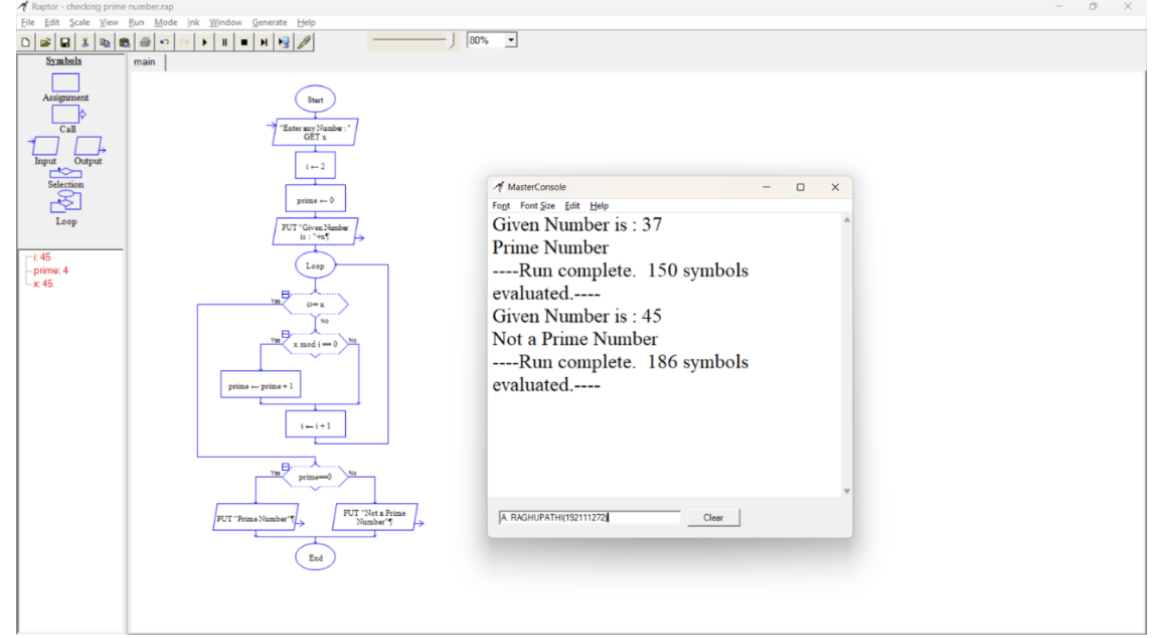 Raptor - checking prime number.rap
File Edit Scale View Run Mode Ink Window Generate Help
80%
Symbols
Assignment
Call
Input Output
Selection
Loop
i: 45
prime: 4
x: 45
main
Start
"Enter any Number : "
GET x
i ← 2
prime ← 0
PUT "Given Number
is : "+x¶
Loop
Yes
i>= x
No
Yes
x mod i == 0
No
prime ← prime + 1
i ← i + 1
Yes
prime==0
No
PUT "Prime Number"¶
PUT "Not a Prime
Number"¶
End
MasterConsole
Font Font Size Edit Help
Given Number is : 37
Prime Number
----Run complete. 150 symbols
evaluated.----
Given Number is : 45
Not a Prime Number
----Run complete. 186 symbols
evaluated.----
A. RAGHUPATHI(192111272)
Clear